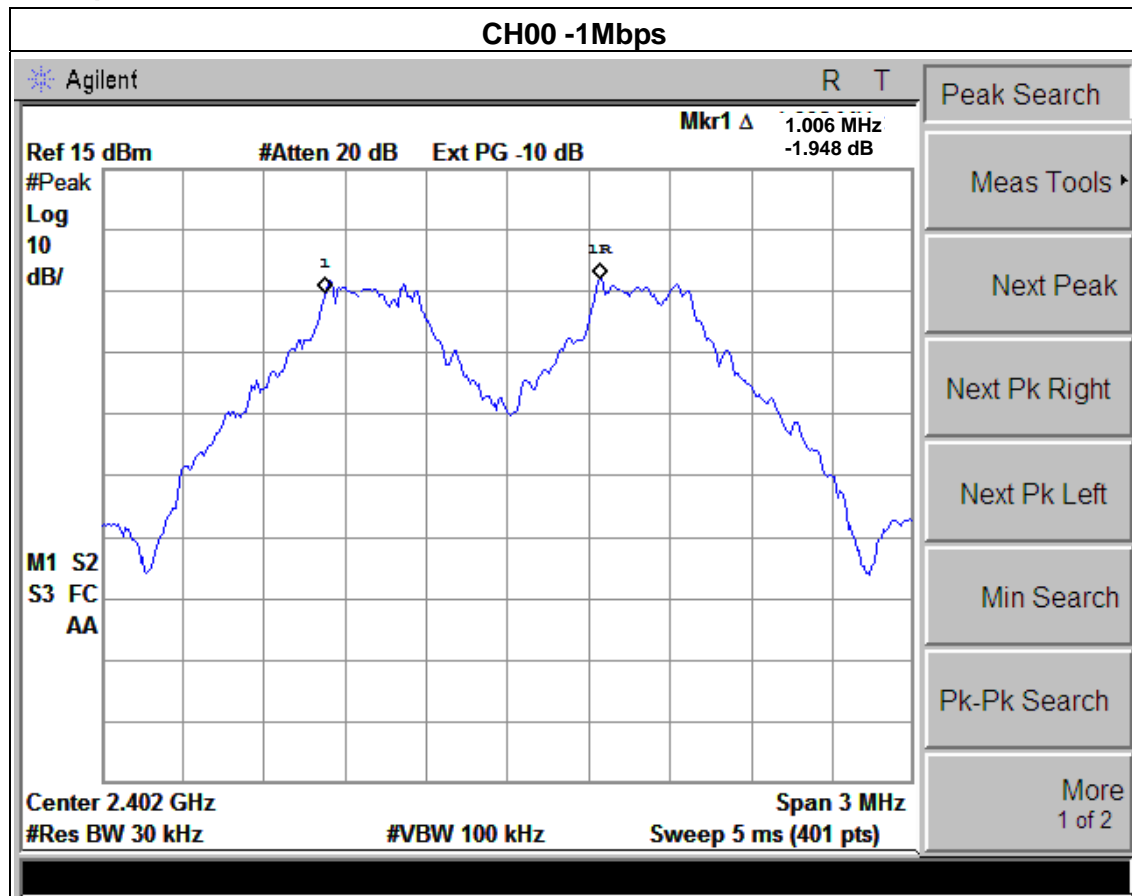 CH00 -1Mbps
Agilent R T
Peak Search
Mkr1 Δ 1.006 MHz
Ref 15 dBm #Atten 20 dB Ext PG -10 dB -1.948 dB
#Peak
Log
10
dB/
1
1R
M1 S2
S3 FC
AA
Center 2.402 GHz Span 3 MHz
#Res BW 30 kHz #VBW 100 kHz Sweep 5 ms (401 pts)
Meas Tools
Next Peak
Next Pk Right
Next Pk Left
Min Search
Pk-Pk Search
More
1 of 2